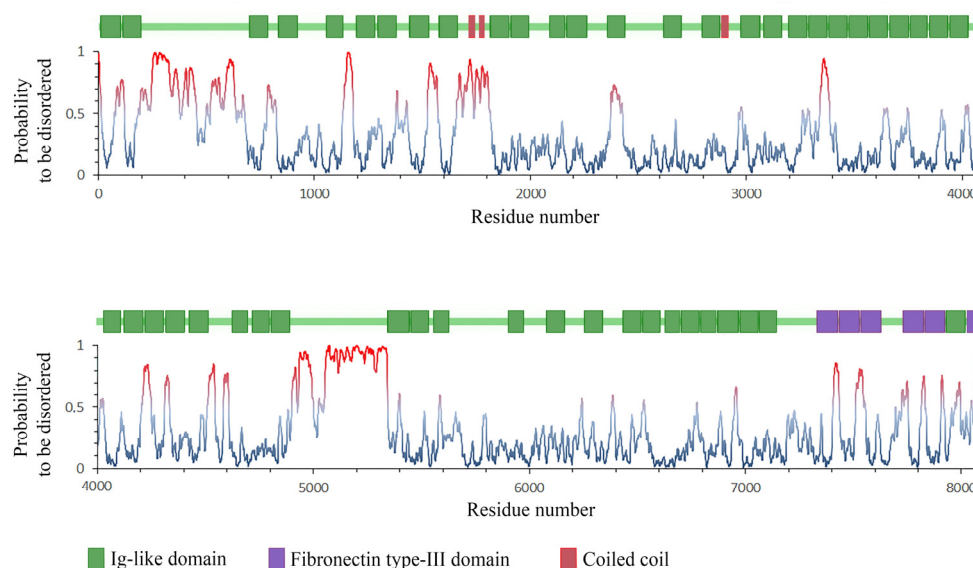 1
0.5
0
Probability
to be disordered
0
1000
2000
3000
4000
Residue number
1
0.5
0
Probability
to be disordered
4000
5000
6000
7000
8000
Residue number
Ig-like domain
Fibronectin type-III domain
Coiled coil